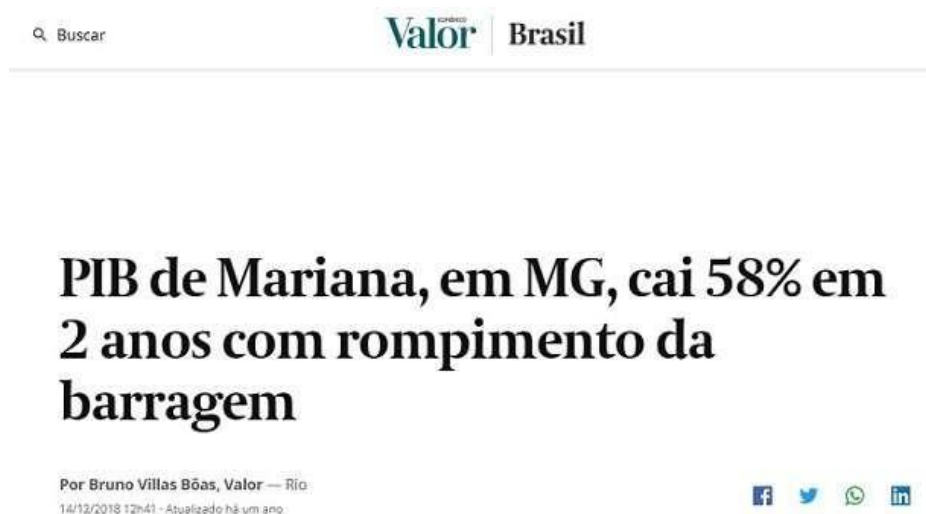 Buscar
Valor ECONÔMICO Brasil
PIB de Mariana, em MG, cai 58% em
2 anos com rompimento da
barragem
Por Bruno Villas Bôas, Valor — Rio
14/12/2018 12h41 - Atualizado há um ano